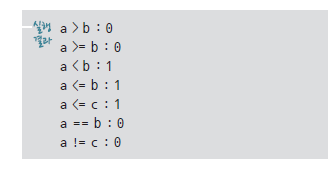 실행
결과
a > b : 0
a >= b : 0
a < b : 1
a <= b : 1
a <= c : 1
a == b : 0
a != c : 0